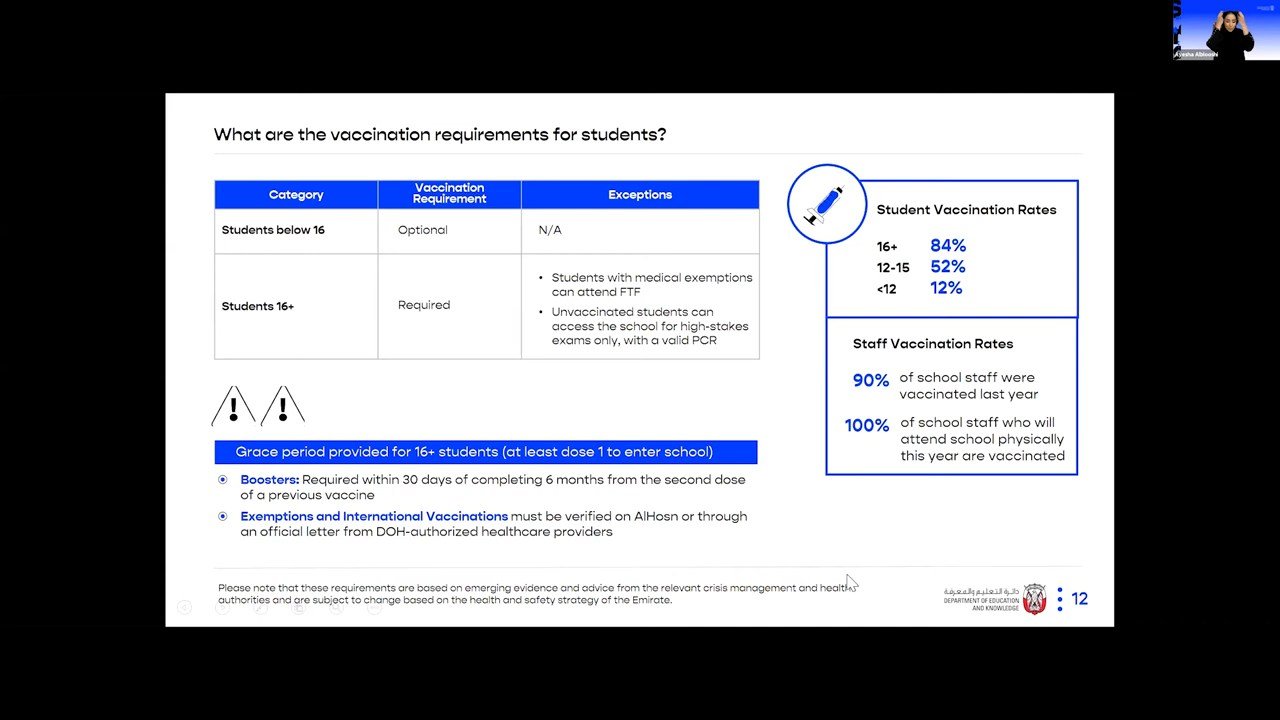 Ayesha Alblooshi
What are the vaccination requirements for students?
Category
Vaccination
Requirement
Exceptions
Students below 16
Optional
N/A
Students 16+
Required
• Students with medical exemptions
can attend FTF
• Unvaccinated students can
access the school for high-stakes
exams only, with a valid PCR
Student Vaccination Rates
16+ 84%
12-15 52%
<12 12%
Staff Vaccination Rates
90% of school staff were
vaccinated last year
100% of school staff who will
attend school physically
this year are vaccinated
Grace period provided for 16+ students (at least dose 1 to enter school)
Boosters: Required within 30 days of completing 6 months from the second dose
of a previous vaccine
Exemptions and International Vaccinations must be verified on AlHosn or through
an official letter from DOH-authorized healthcare providers
Please note that these requirements are based on emerging evidence and advice from the relevant crisis management and health
authorities and are subject to change based on the health and safety strategy of the Emirate.
دائـرة التـعليـم والـمعرفـة
DEPARTMENT OF EDUCATION
AND KNOWLEDGE
12